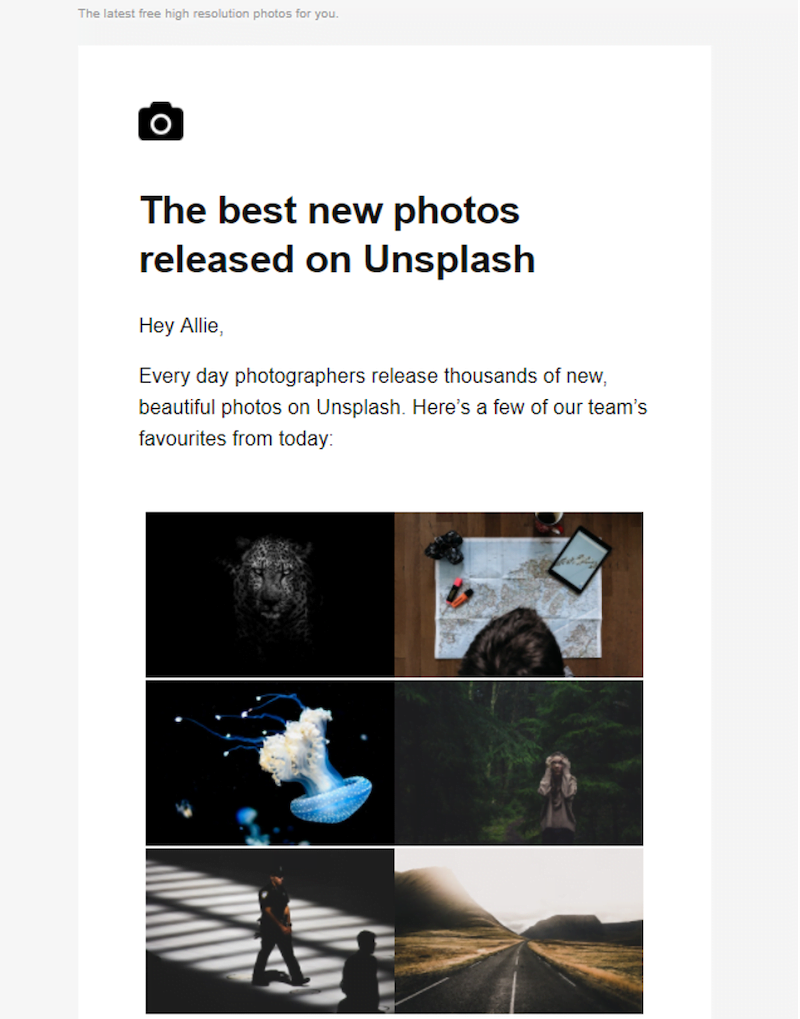 The latest free high resolution photos for you.
The best new photos
released on Unsplash
Hey Allie,
Every day photographers release thousands of new,
beautiful photos on Unsplash. Here’s a few of our team’s
favourites from today: